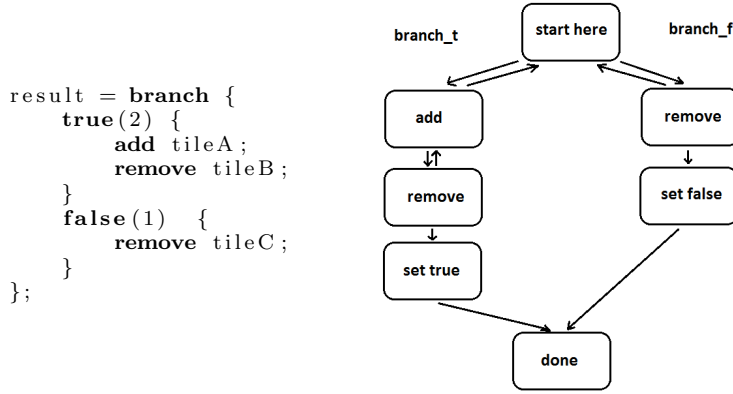 result = branch {
true(2) {
add tileA;
remove tileB;
}
false(1) {
remove tileC;
}
};
branch_t
start here
branch_f
add
remove
remove
set false
set true
done